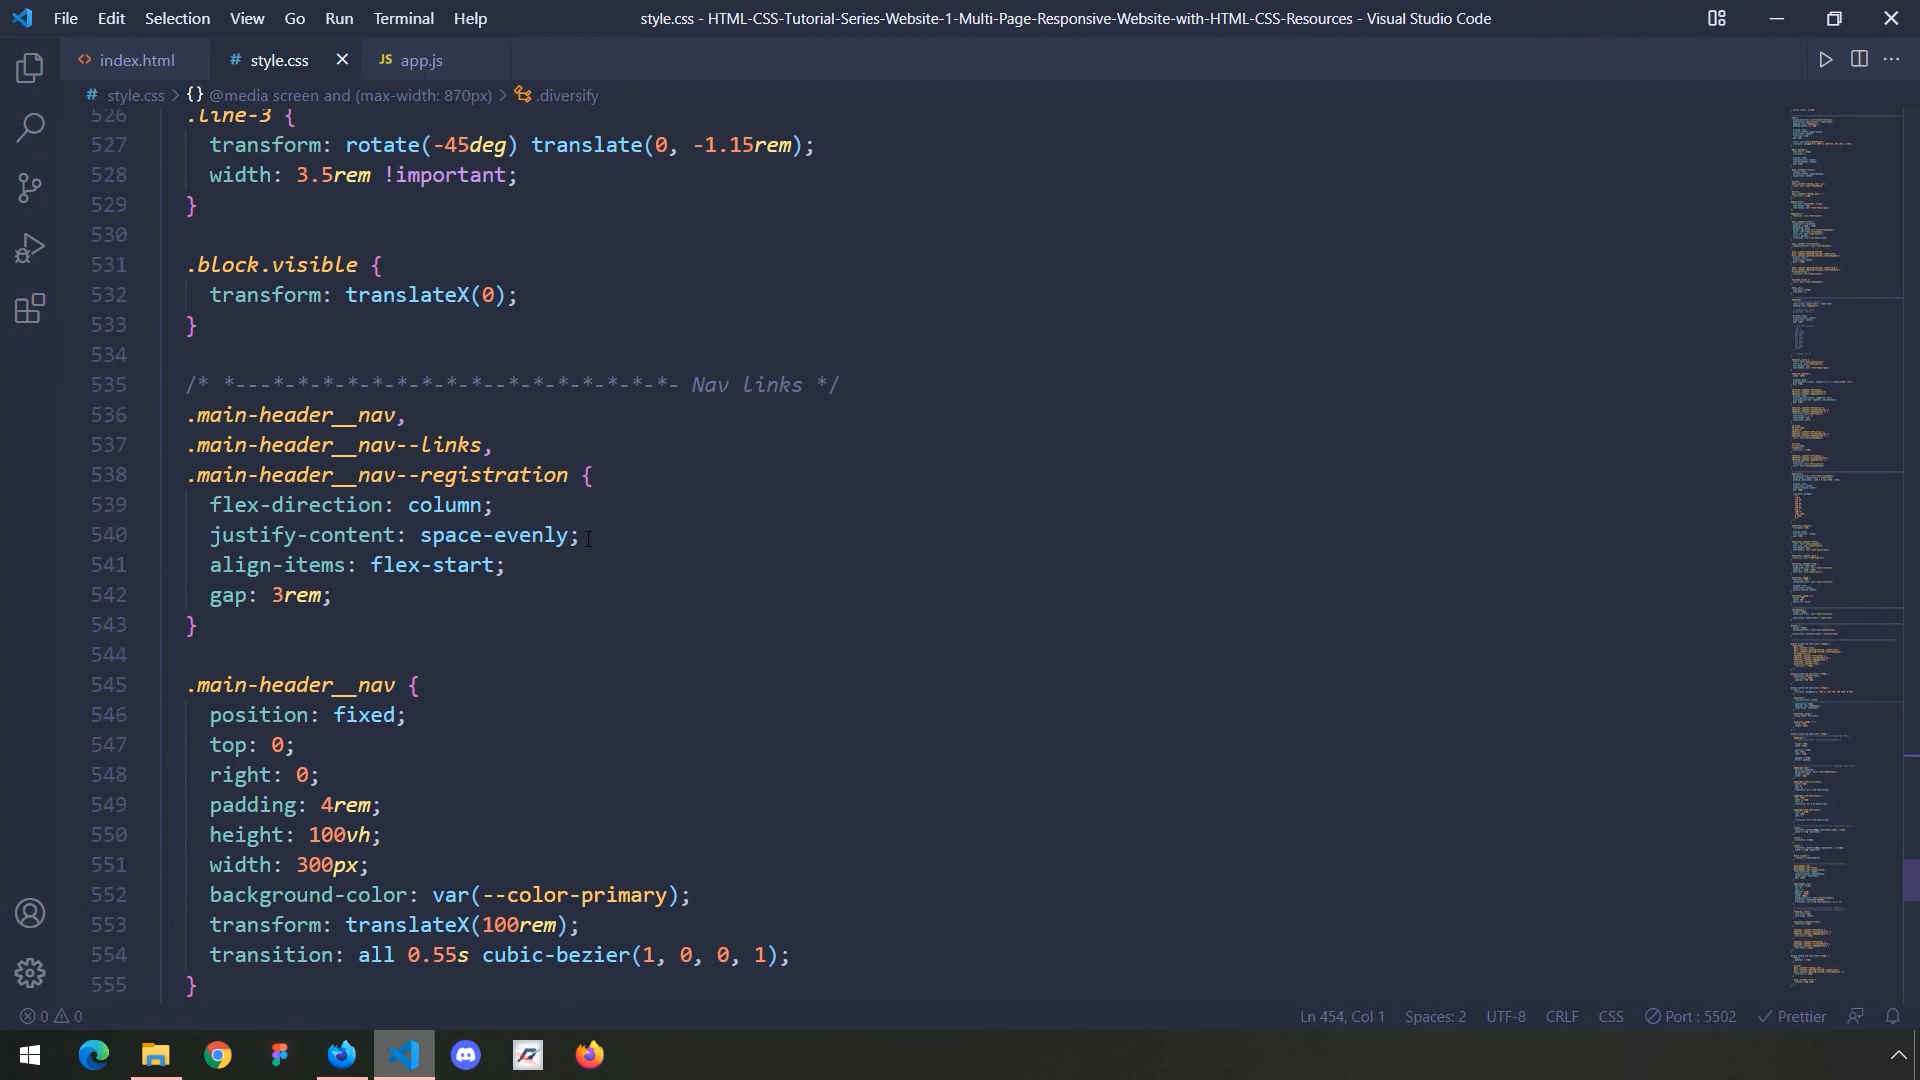 File Edit Selection View Go Run Terminal Help style.css - HTML-CSS-Tutorial-Series-Website-1-Multi-Page-Responsive-Website-with-HTML-CSS-Resources - Visual Studio Code
<> index.html # style.css × JS app.js
# style.css > {} @media screen and (max-width: 870px) > .diversify
526 .line-3 {
527 transform: rotate(-45deg) translate(0, -1.15rem);
528 width: 3.5rem !important;
529 }
530
531 .block.visible {
532 transform: translateX(0);
533 }
534
535 /* *---*-*-*-*-*-*-*-*-*--*-*-*-*-*-*-*- Nav links */
536 .main-header__nav,
537 .main-header__nav--links,
538 .main-header__nav--registration {
539 flex-direction: column;
540 justify-content: space-evenly;
541 align-items: flex-start;
542 gap: 3rem;
543 }
544
545 .main-header__nav {
546 position: fixed;
547 top: 0;
548 right: 0;
549 padding: 4rem;
550 height: 100vh;
551 width: 300px;
552 background-color: var(--color-primary);
553 transform: translateX(100rem);
554 transition: all 0.55s cubic-bezier(1, 0, 0, 1);
555 }
0 0 Ln 454, Col 1 Spaces: 2 UTF-8 CRLF CSS Port : 5502 Prettier